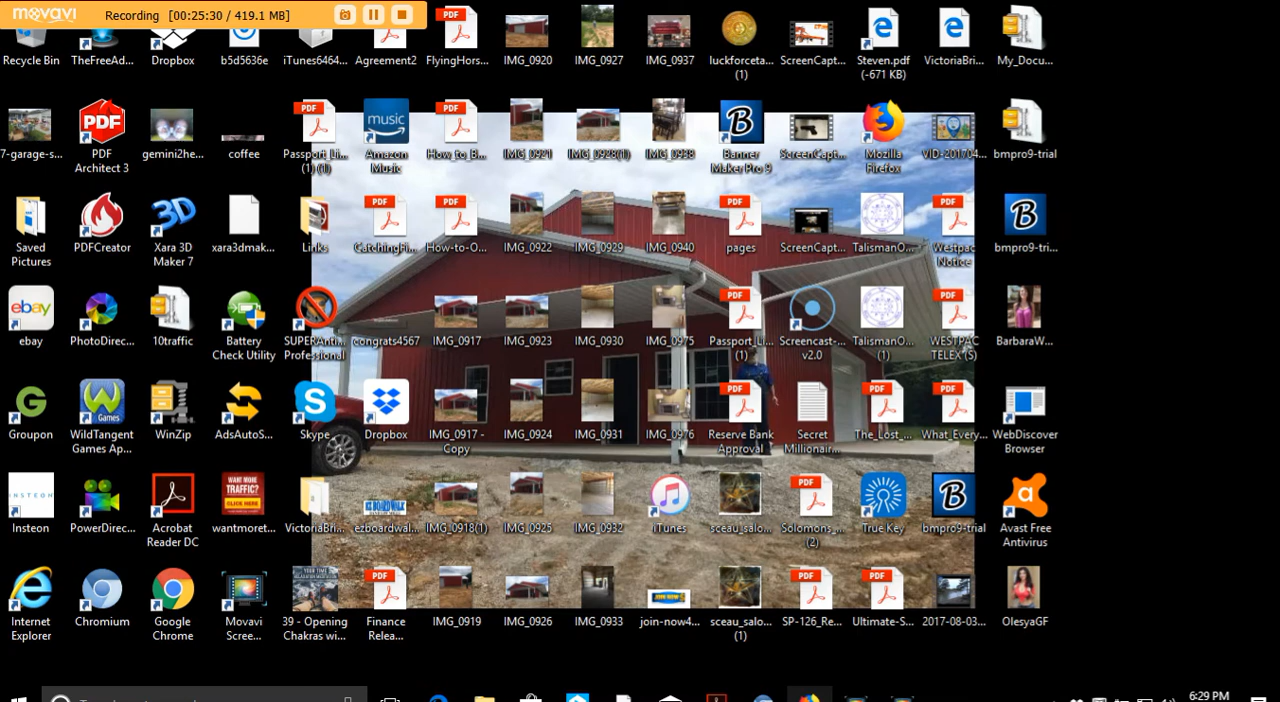 movavi Recording [00:25:30 / 419.1 MB]
Recycle Bin
TheFreeAd...
Dropbox
b5d5636e
iTunes6464...
Agreement2
FlyingHors...
IMG_0920
IMG_0927
IMG_0937
luckforceta...
(1)
ScreenCapt...
Steven.pdf
(-671 KB)
VictoriaBri...
My_Docu...
7-garage-s...
PDF
Architect 3
gemini2he...
coffee
Passport_Li...
(1) (1)
Amazon
Music
How_to_B...
IMG_0921
IMG_0928(1)
IMG_0938
Banner
Maker Pro 9
ScreenCapt...
Mozilla
Firefox
VID-201704...
bmpro9-trial
Saved
Pictures
PDFCreator
Xara 3D
Maker 7
xara3dmak...
Links
CatchingFi...
How-to-O...
IMG_0922
IMG_0929
IMG_0940
pages
ScreenCapt...
TalismanO...
Westpac
Notice
bmpro9-tri...
ebay
PhotoDirec...
10traffic
Battery
Check Utility
SUPERAnti...
Professional
congrats4567
IMG_0917
IMG_0923
IMG_0930
IMG_0975
Passport_Li...
(1)
Screencast-...
v2.0
TalismanO...
(1)
WESTPAC
TELEX (S)
BarbaraW...
Groupon
WildTangent
Games Ap...
WinZip
AdsAutoS...
Skype
Dropbox
IMG_0917 -
Copy
IMG_0924
IMG_0931
IMG_0976
Reserve Bank
Approval
Secret
Millionair...
The_Lost_...
What_Every...
WebDiscover
Browser
Insteon
PowerDirec...
Acrobat
Reader DC
wantmoret...
VictoriaBri...
ezboardwal...
IMG_0918(1)
IMG_0925
IMG_0932
iTunes
sceau_salo...
Solomons_...
(2)
True Key
bmpro9-trial
Avast Free
Antivirus
Internet
Explorer
Chromium
Google
Chrome
Movavi
Scree...
39 - Opening
Chakras wi...
Finance
Relea...
IMG_0919
IMG_0926
IMG_0933
join-now4...
sceau_salo...
(1)
SP-126_Re...
Ultimate-S...
2017-08-03...
OlesyaGF
6:29 PM